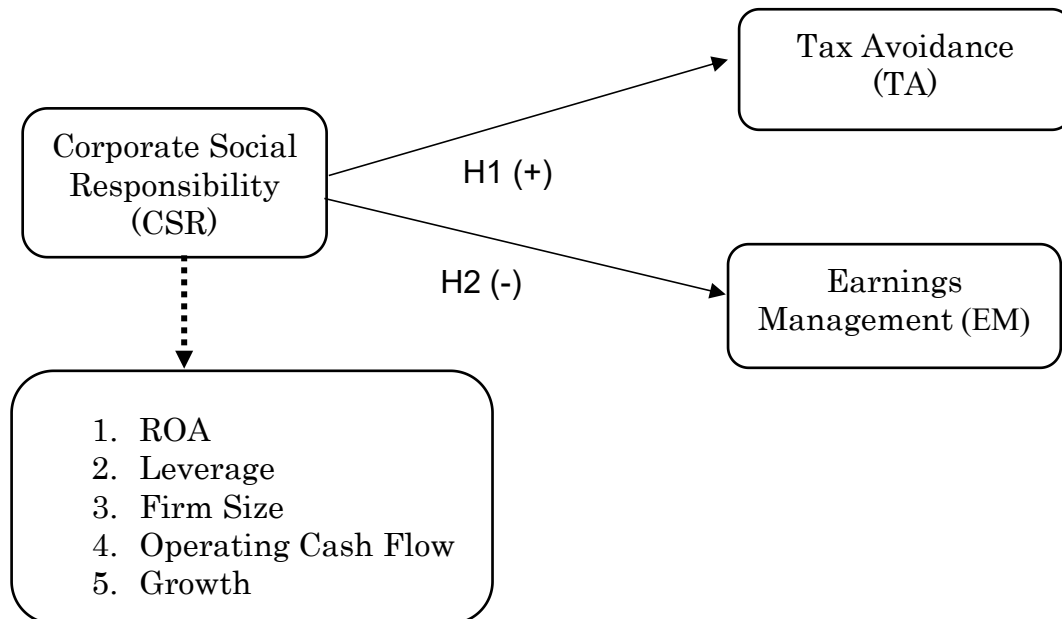 Tax Avoidance
(TA)
Corporate Social
Responsibility
(CSR)
H1 (+)
H2 (-)
Earnings
Management (EM)
1. ROA
2. Leverage
3. Firm Size
4. Operating Cash Flow
5. Growth